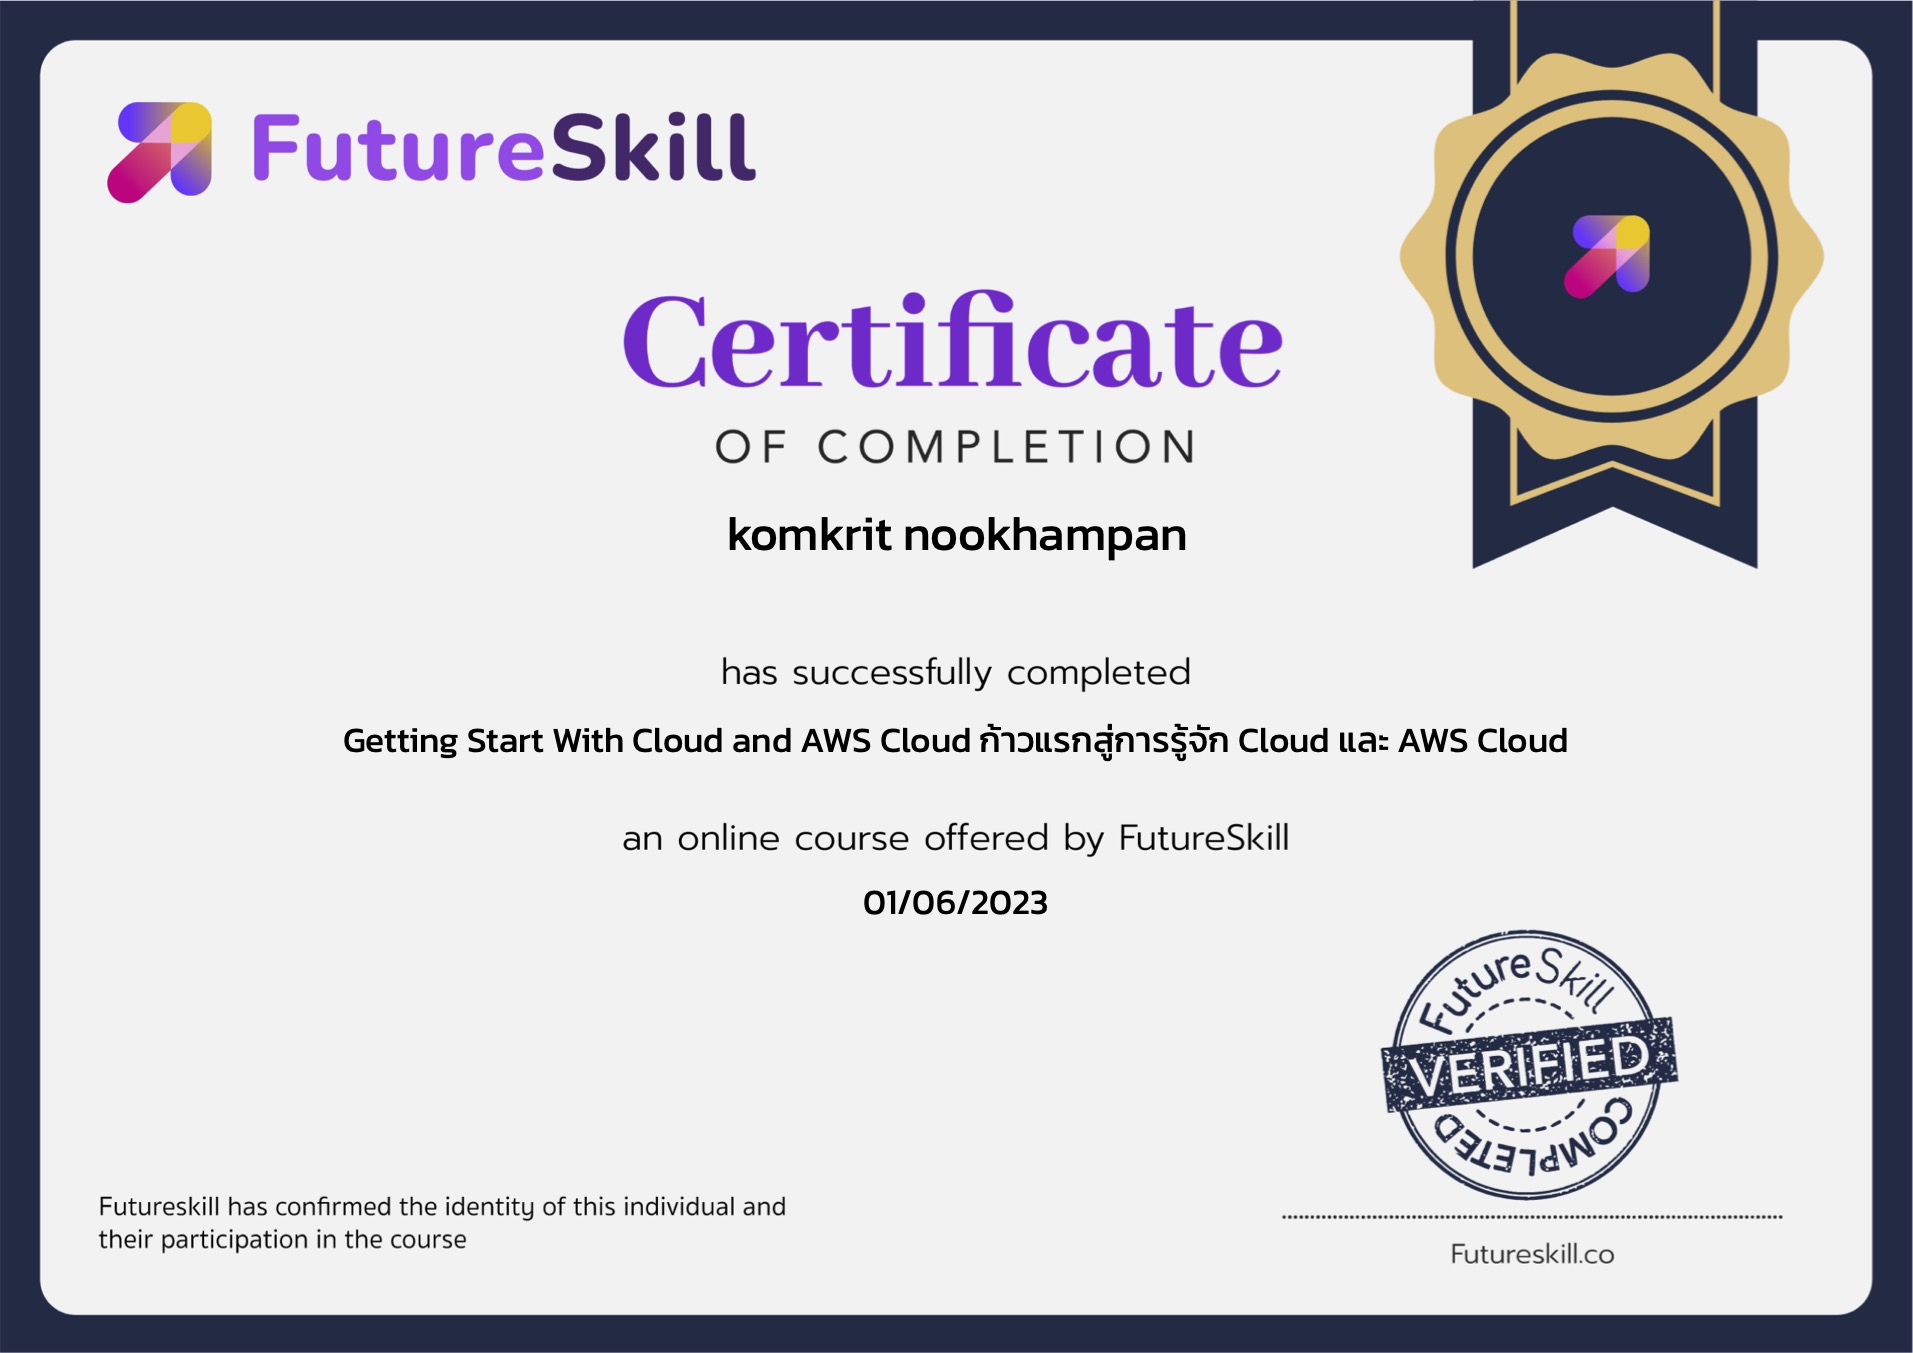 FutureSkill
Certificate
OF COMPLETION
komkrit nookhampan
has successfully completed
Getting Start With Cloud and AWS Cloud ก้าวแรกสู่การรู้จัก Cloud และ AWS Cloud
an online course offered by FutureSkill
01/06/2023
FutureSkill
VERIFIED
COMPLETED
Futureskill has confirmed the identity of this individual and
their participation in the course
Futureskill.co